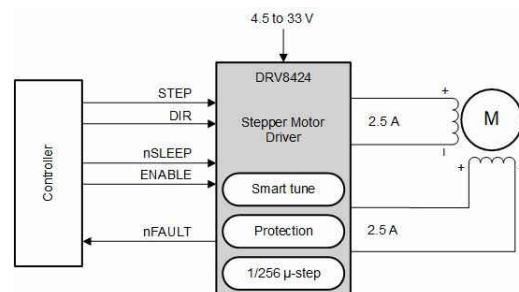 4.5 to 33 V
DRV8424
Stepper Motor
Driver
Controller
STEP
DIR
nSLEEP
ENABLE
nFAULT
Smart tune
Protection
1/256 µ-step
+
2.5 A
–
M
+
2.5 A